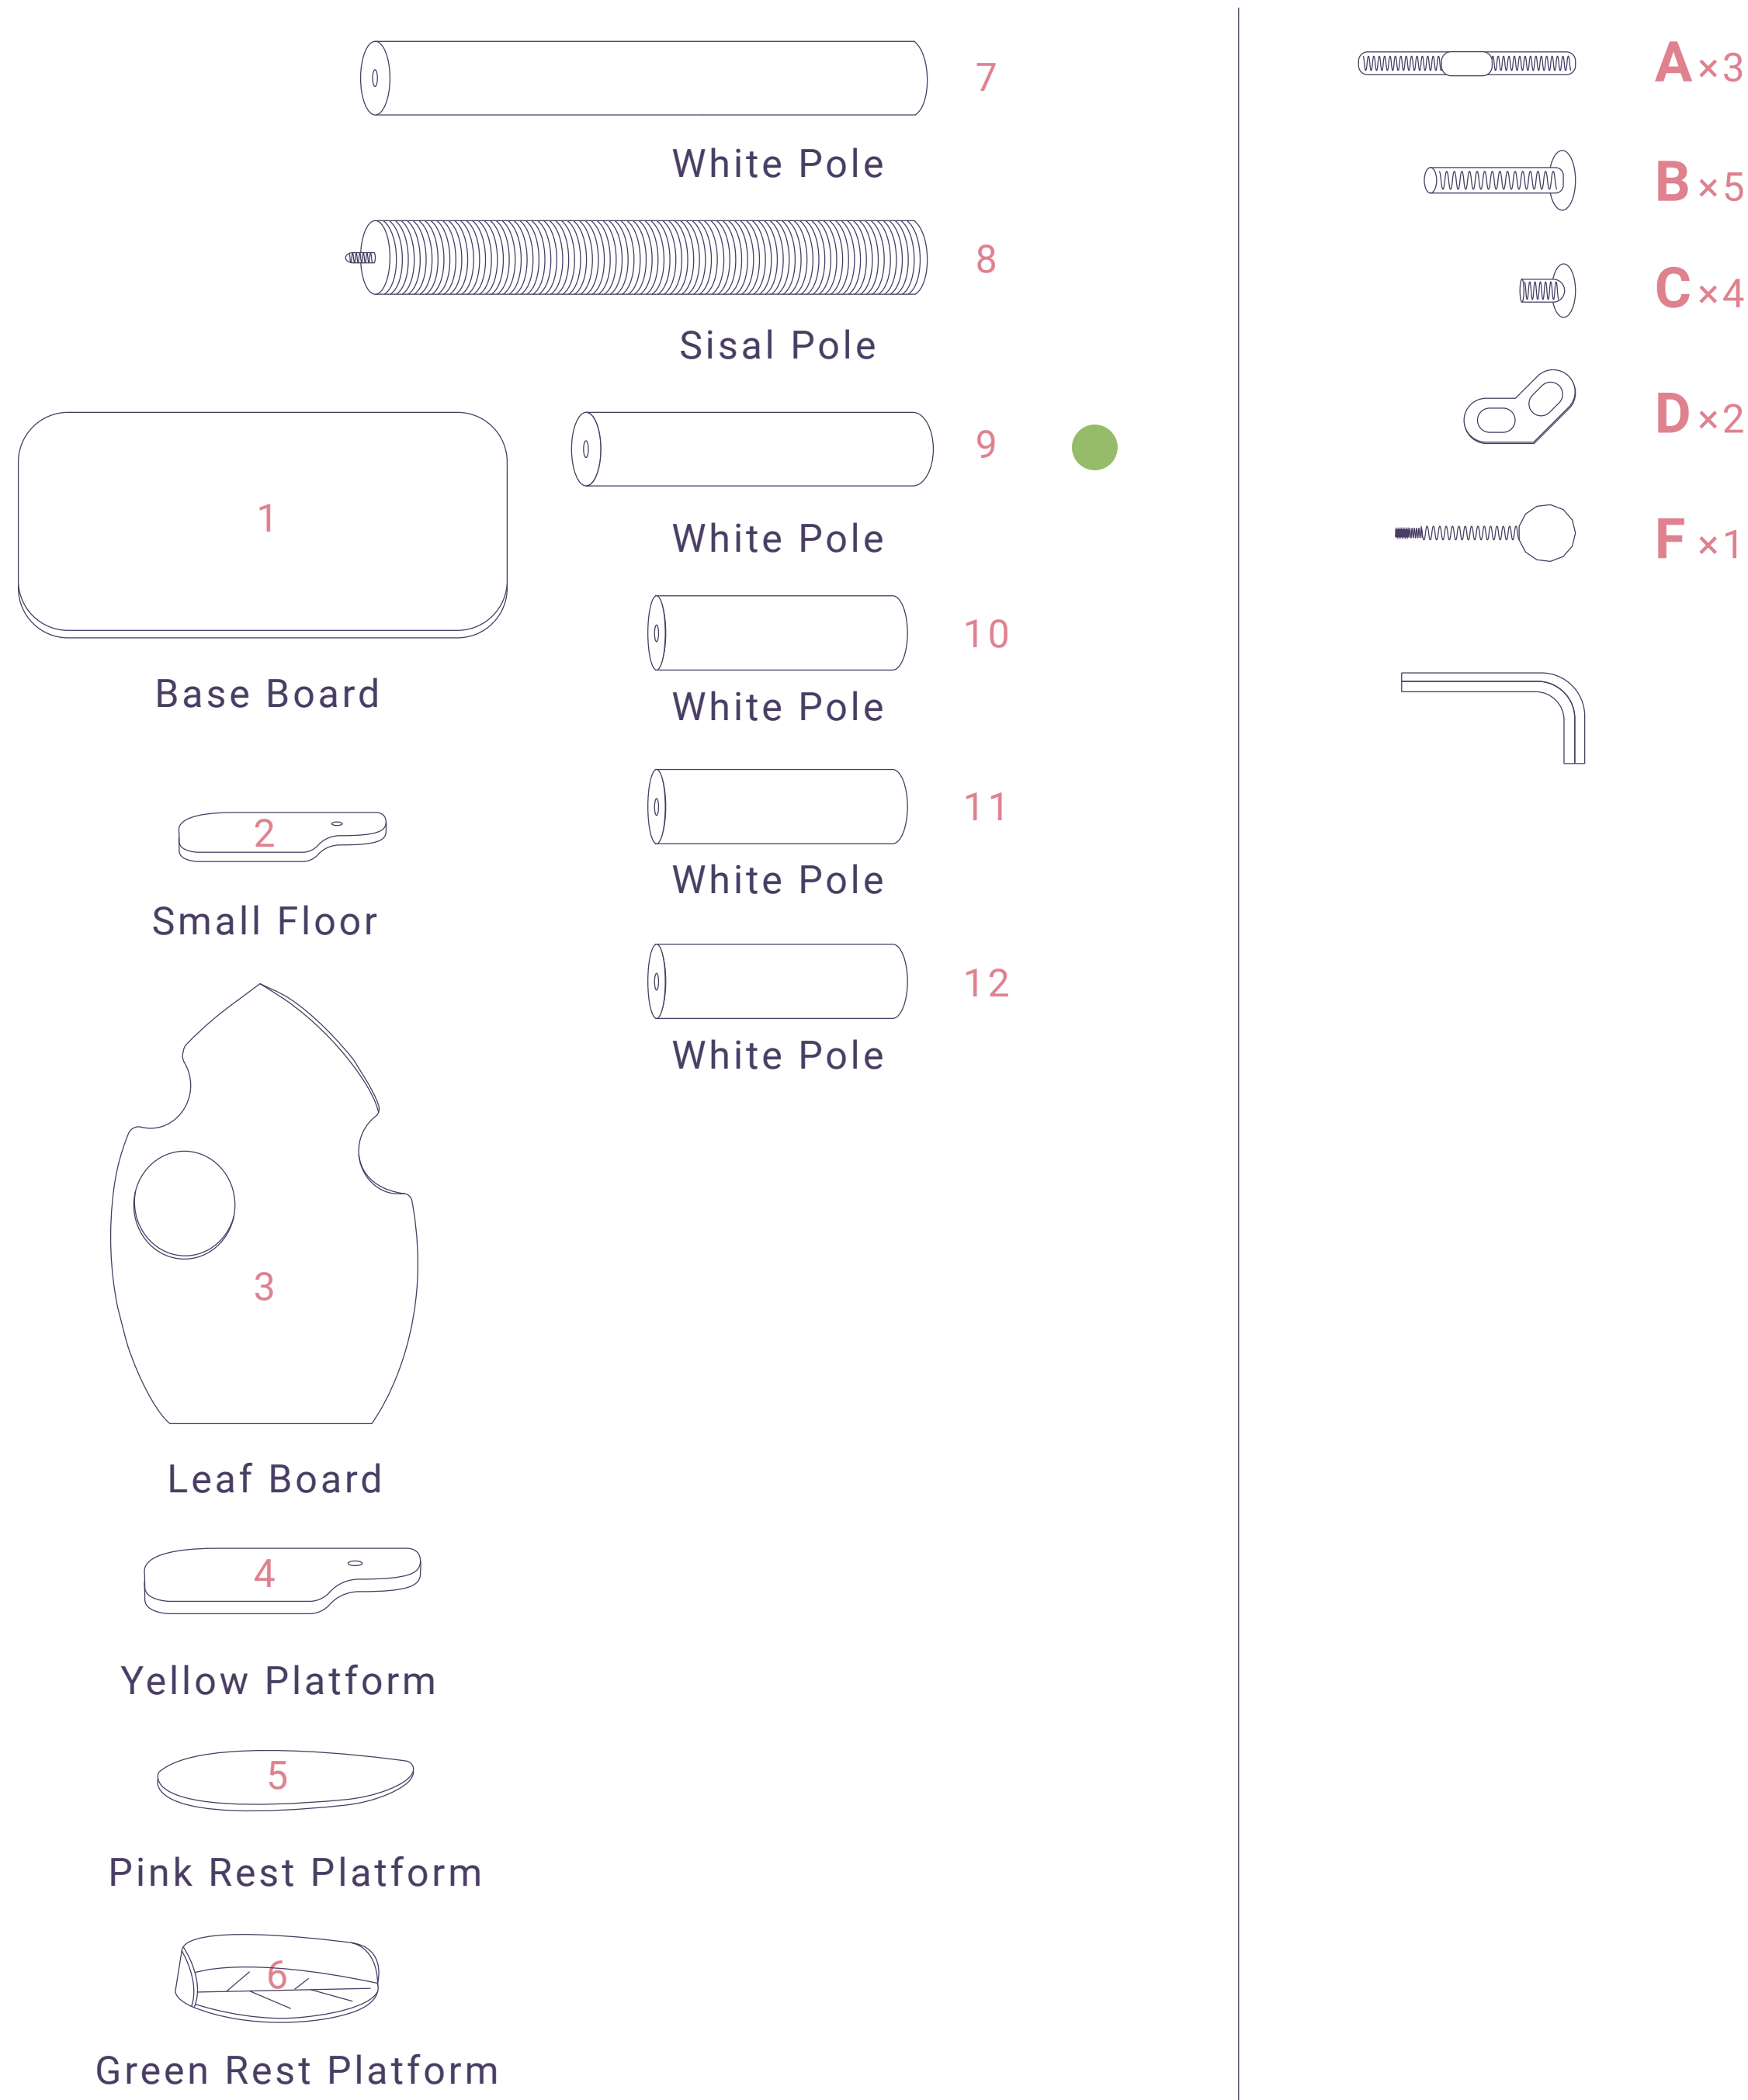 7
White Pole
8
Sisal Pole
1
Base Board
9
White Pole
10
White Pole
2
Small Floor
11
White Pole
12
White Pole
3
Leaf Board
4
Yellow Platform
5
Pink Rest Platform
6
Green Rest Platform
A×3
B×5
C×4
D×2
F×1